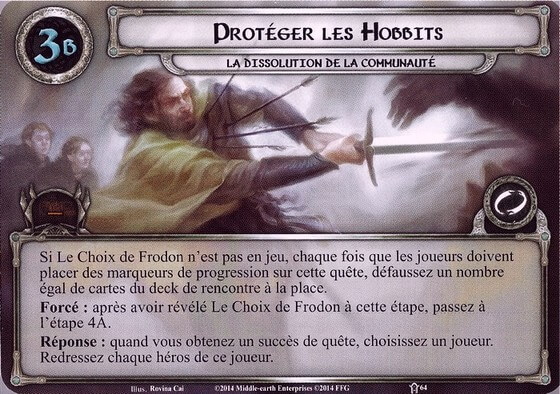 3B
PROTÉGER LES HOBBITS
LA DISSOLUTION DE LA COMMUNAUTÉ
Si Le Choix de Frodon n'est pas en jeu, chaque fois que les joueurs doivent
placer des marqueurs de progression sur cette quête, défaussez un nombre
égal de cartes du deck de rencontre à la place.
Forcé : après avoir révélé Le Choix de Frodon à cette étape, passez à
l'étape 4A.
Réponse : quand vous obtenez un succès de quête, choisissez un joueur.
Redressez chaque héros de ce joueur.
Illus. Rovina Cai ©2014 Middle-earth Enterprises ©2014 FFG 64